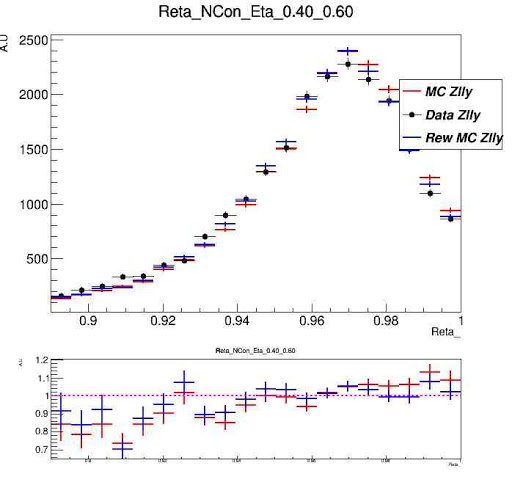 Reta_NCon_Eta_0.40_0.60
A.U
2500
2000
1500
1000
500
MC Zlly
Data Zlly
Rew MC Zlly
0.9 0.92 0.94 0.96 0.98 1
Reta_
Reta_NCon_Eta_0.40_0.60
1.2
1.1
1
0.9
0.8
0.7
Reta_